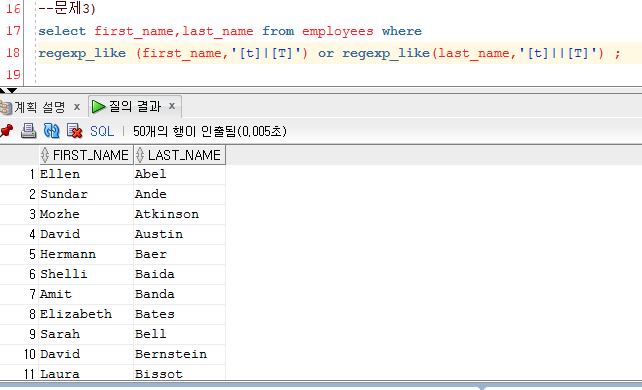 16 --문제3)
17 select first_name,last_name from employees where
18 regexp_like (first_name,'[t]|[T]') or regexp_like(last_name,'[t]||[T]') ;
19
계획 설명 x 질의 결과 x
SQL | 50개의 행이 인출됨(0,005초)
FIRST_NAME LAST_NAME
1 Ellen Abel
2 Sundar Ande
3 Mozhe Atkinson
4 David Austin
5 Hermann Baer
6 Shelli Baida
7 Amit Banda
8 Elizabeth Bates
9 Sarah Bell
10 David Bernstein
11 Laura Bissot